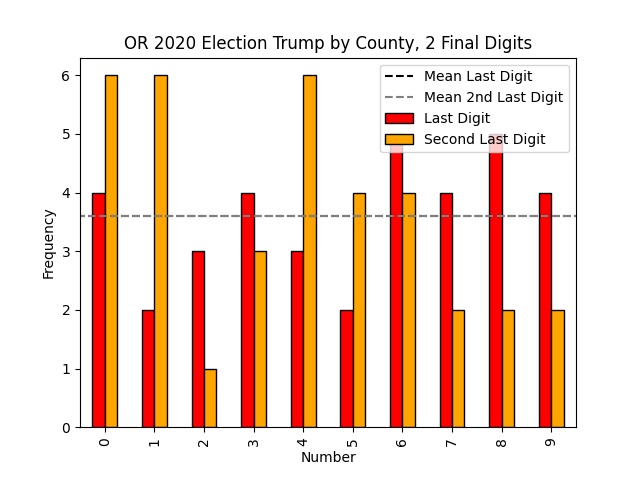 OR 2020 Election Trump by County, 2 Final Digits
Mean Last Digit
Mean 2nd Last Digit
Last Digit
Second Last Digit
6
5
4
3
2
1
0
Frequency
0 1 2 3 4 5 6 7 8 9
Number